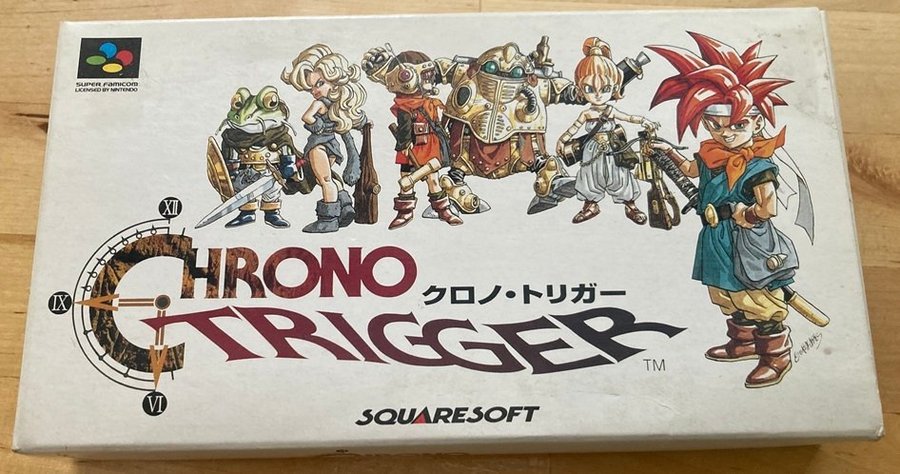 SUPER FAMICOM
LICENSED BY NINTENDO
XII
IX
VI
CHRONO
クロノ・トリガー
TRIGGER
TM
SQUARESOFT